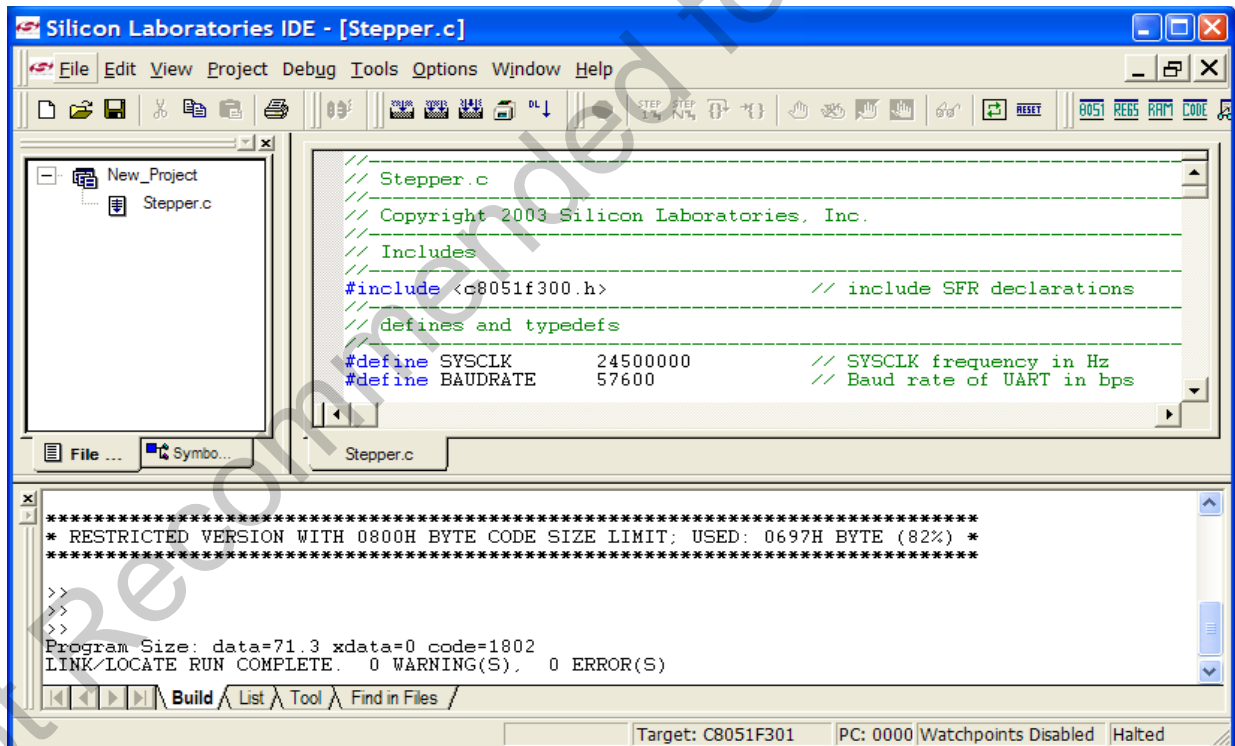 Silicon Laboratories IDE - [Stepper.c]
File Edit View Project Debug Tools Options Window Help
STEP STEP RESET 8051 REGS RAM CODE
New_Project
Stepper.c
File ... Symbo...
//--------------------------------------------------------------------
// Stepper.c
//--------------------------------------------------------------------
// Copyright 2003 Silicon Laboratories, Inc.
//--------------------------------------------------------------------
// Includes
//--------------------------------------------------------------------
#include <c8051f300.h> // include SFR declarations
//--------------------------------------------------------------------
// defines and typedefs
//--------------------------------------------------------------------
#define SYSCLK 24500000 // SYSCLK frequency in Hz
#define BAUDRATE 57600 // Baud rate of UART in bps
Stepper.c
******************************************************************************
* RESTRICTED VERSION WITH 0800H BYTE CODE SIZE LIMIT; USED: 0697H BYTE (82%) *
******************************************************************************
>>
>>
>>
Program Size: data=71.3 xdata=0 code=1802
LINK/LOCATE RUN COMPLETE. 0 WARNING(S), 0 ERROR(S)
Build List Tool Find in Files
Target: C8051F301 PC: 0000 Watchpoints Disabled Halted
Recommended fo